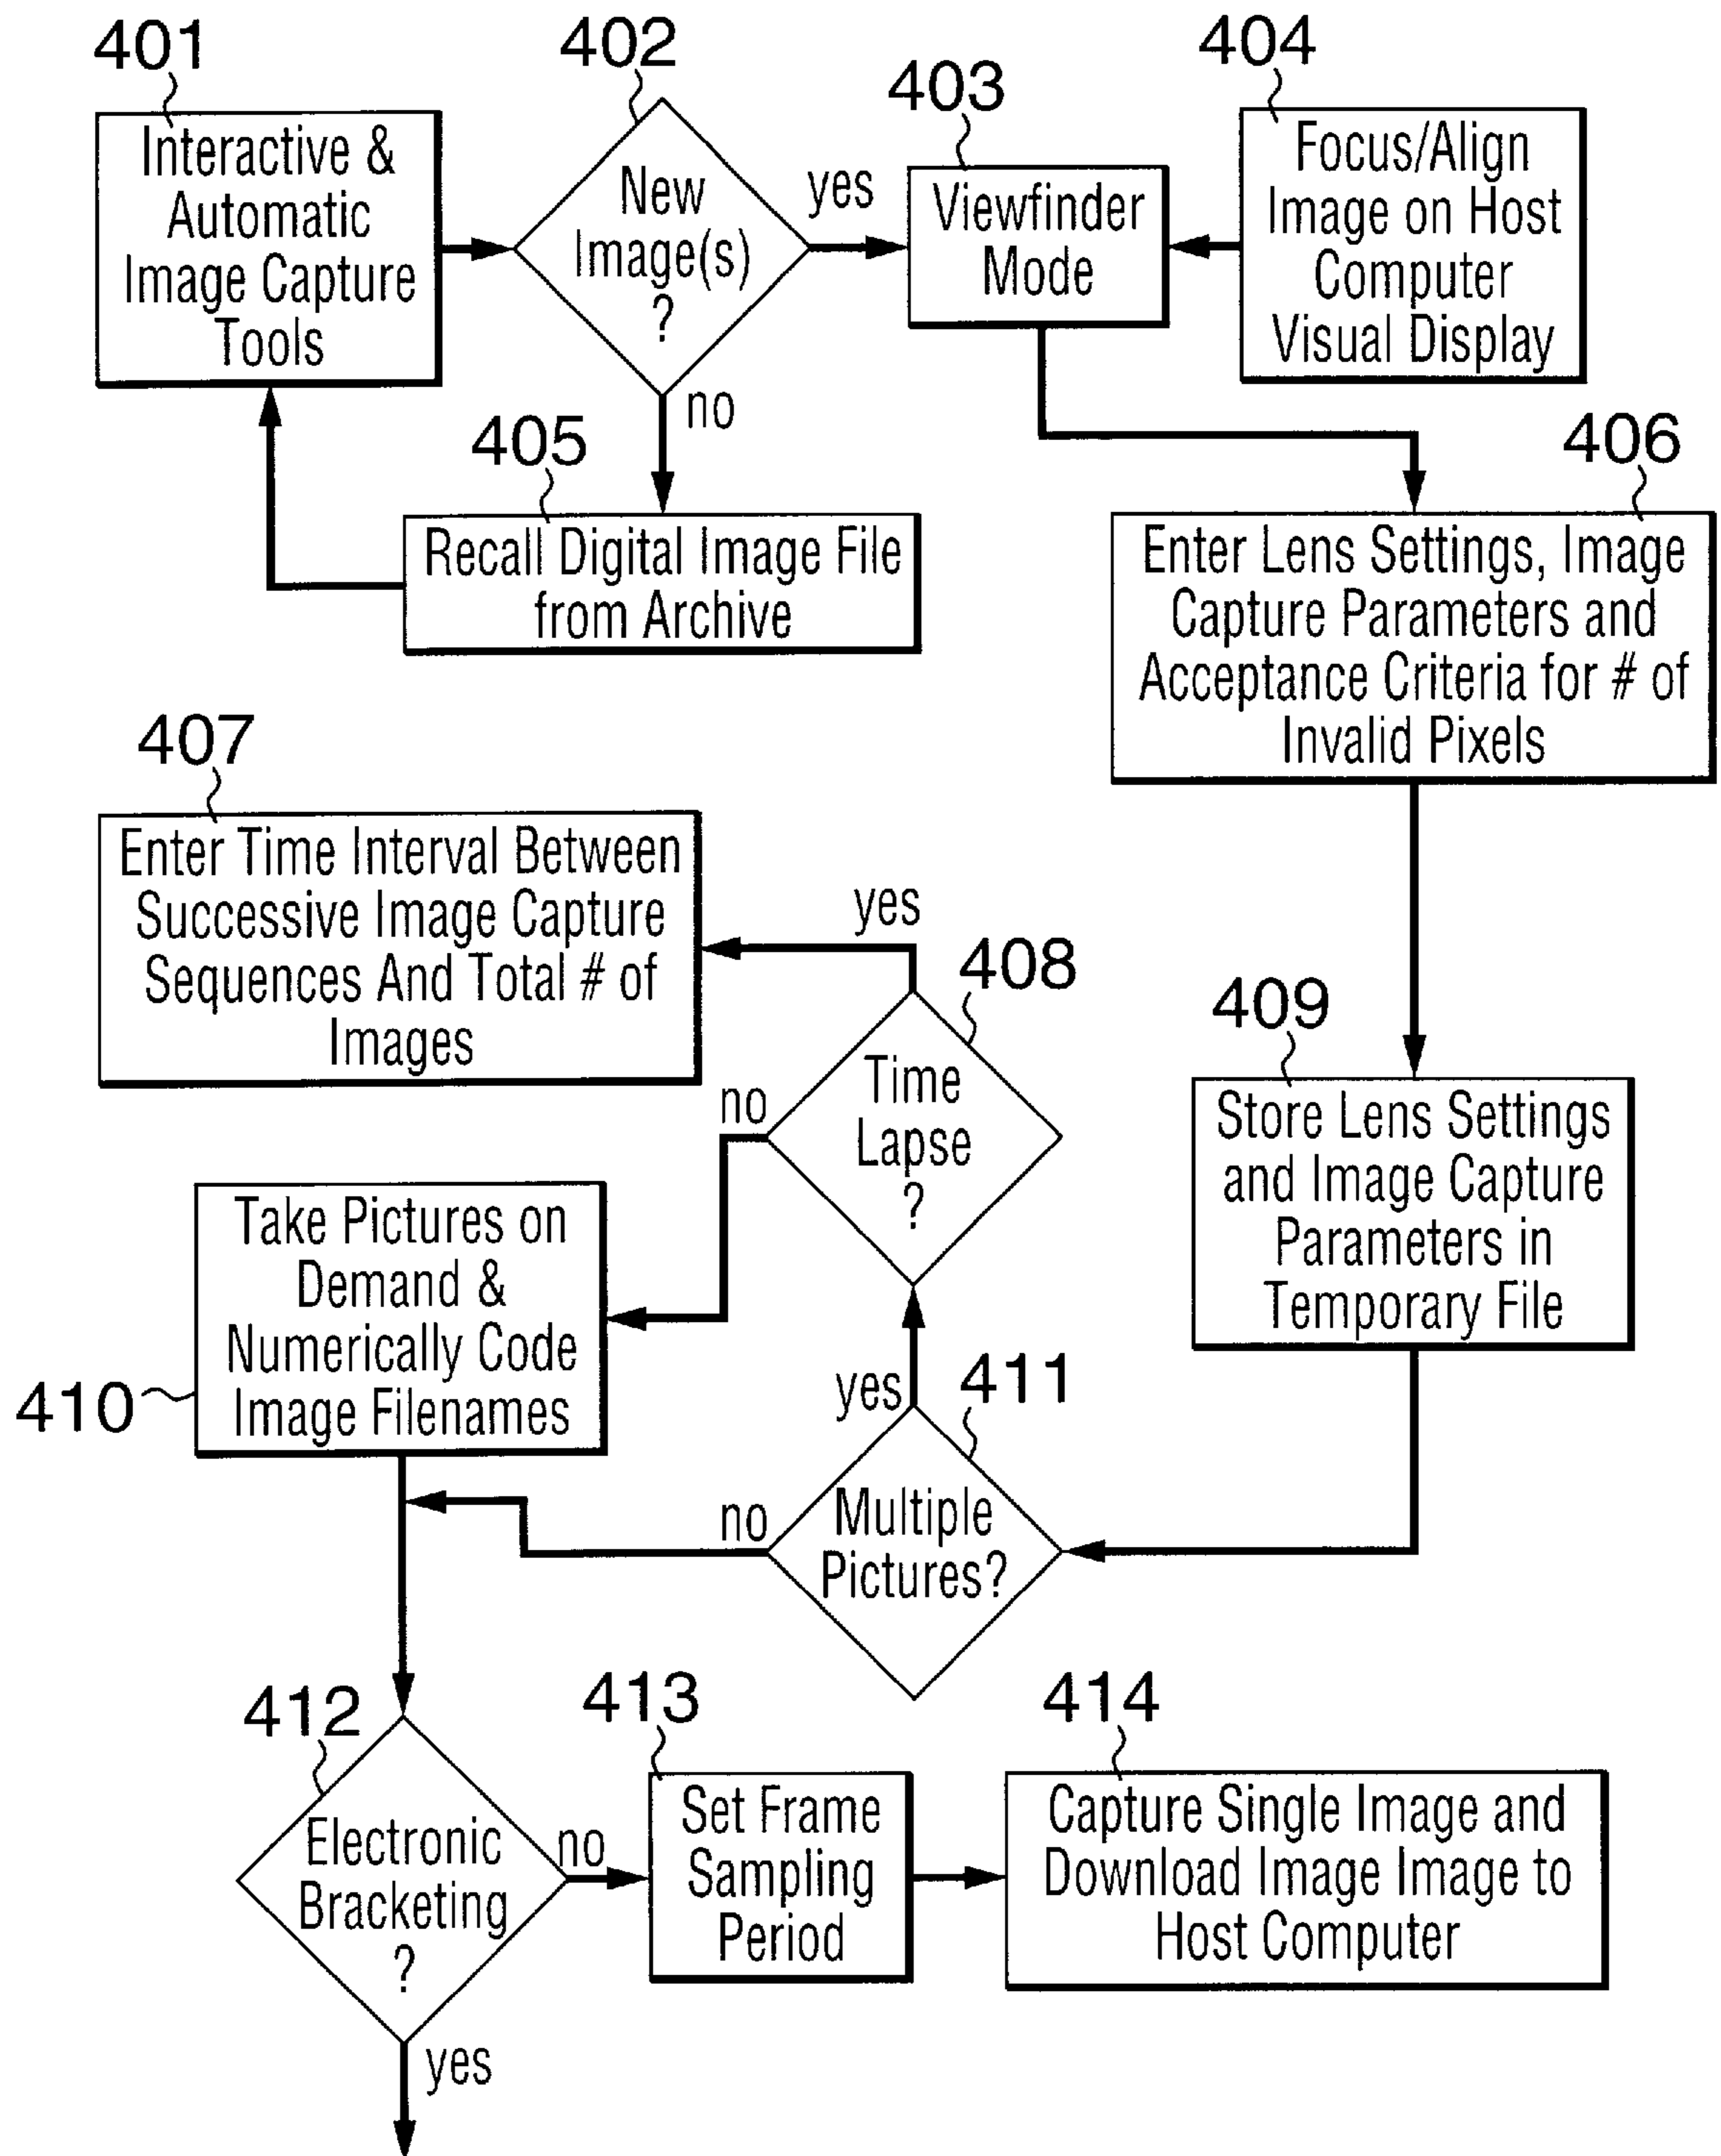 401
Interactive &
Automatic
Image Capture
Tools
402
New
Image(s)
?
yes
no
403
Viewfinder
Mode
404
Focus/Align
Image on Host
Computer
Visual Display
405
Recall Digital Image File
from Archive
406
Enter Lens Settings, Image
Capture Parameters and
Acceptance Criteria for # of
Invalid Pixels
407
Enter Time Interval Between
Successive Image Capture
Sequences And Total # of
Images
yes
408
Time
Lapse
?
no
409
Store Lens Settings
and Image Capture
Parameters in
Temporary File
410
Take Pictures on
Demand &
Numerically Code
Image Filenames
yes
411
Multiple
Pictures?
no
412
Electronic
Bracketing
?
no
yes
413
Set Frame
Sampling
Period
414
Capture Single Image and
Download Image Image to
Host Computer